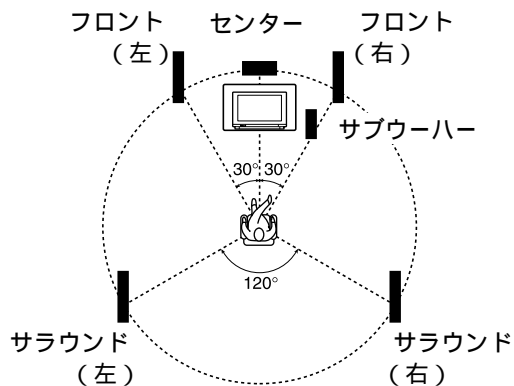 フロント
（左）
センター
フロント
（右）
サブウーハー
30° 30°
120°
サラウンド
（左）
サラウンド
（右）